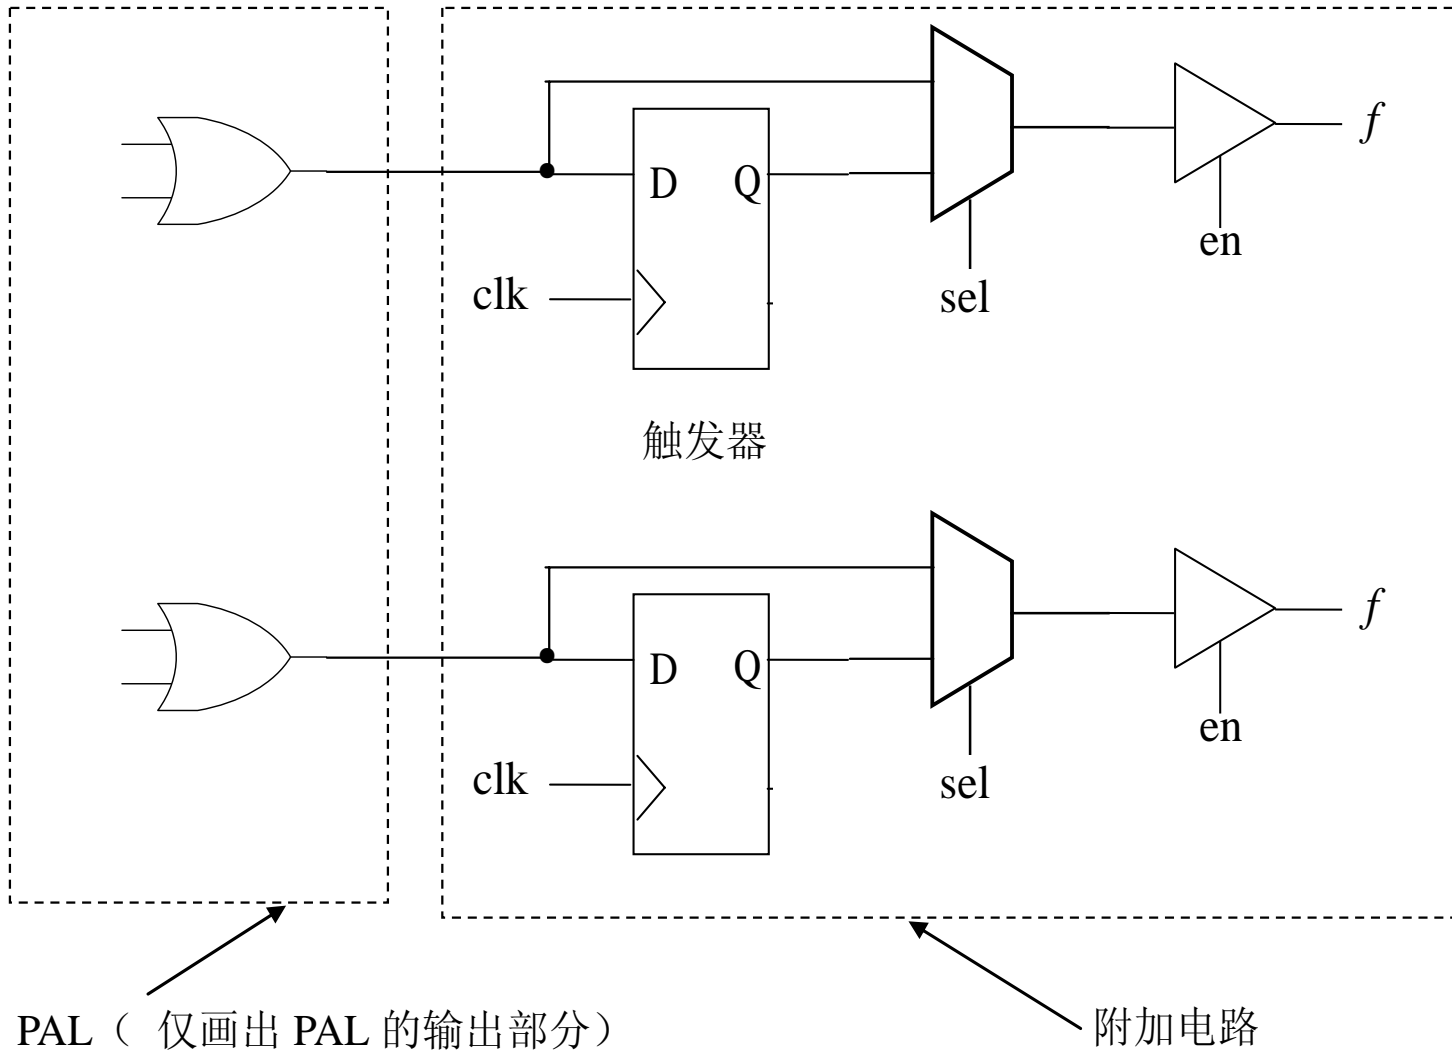 f
D Q
en
clk
sel
触发器
f
D Q
en
clk
sel
PAL（ 仅画出 PAL 的输出部分）
附加电路